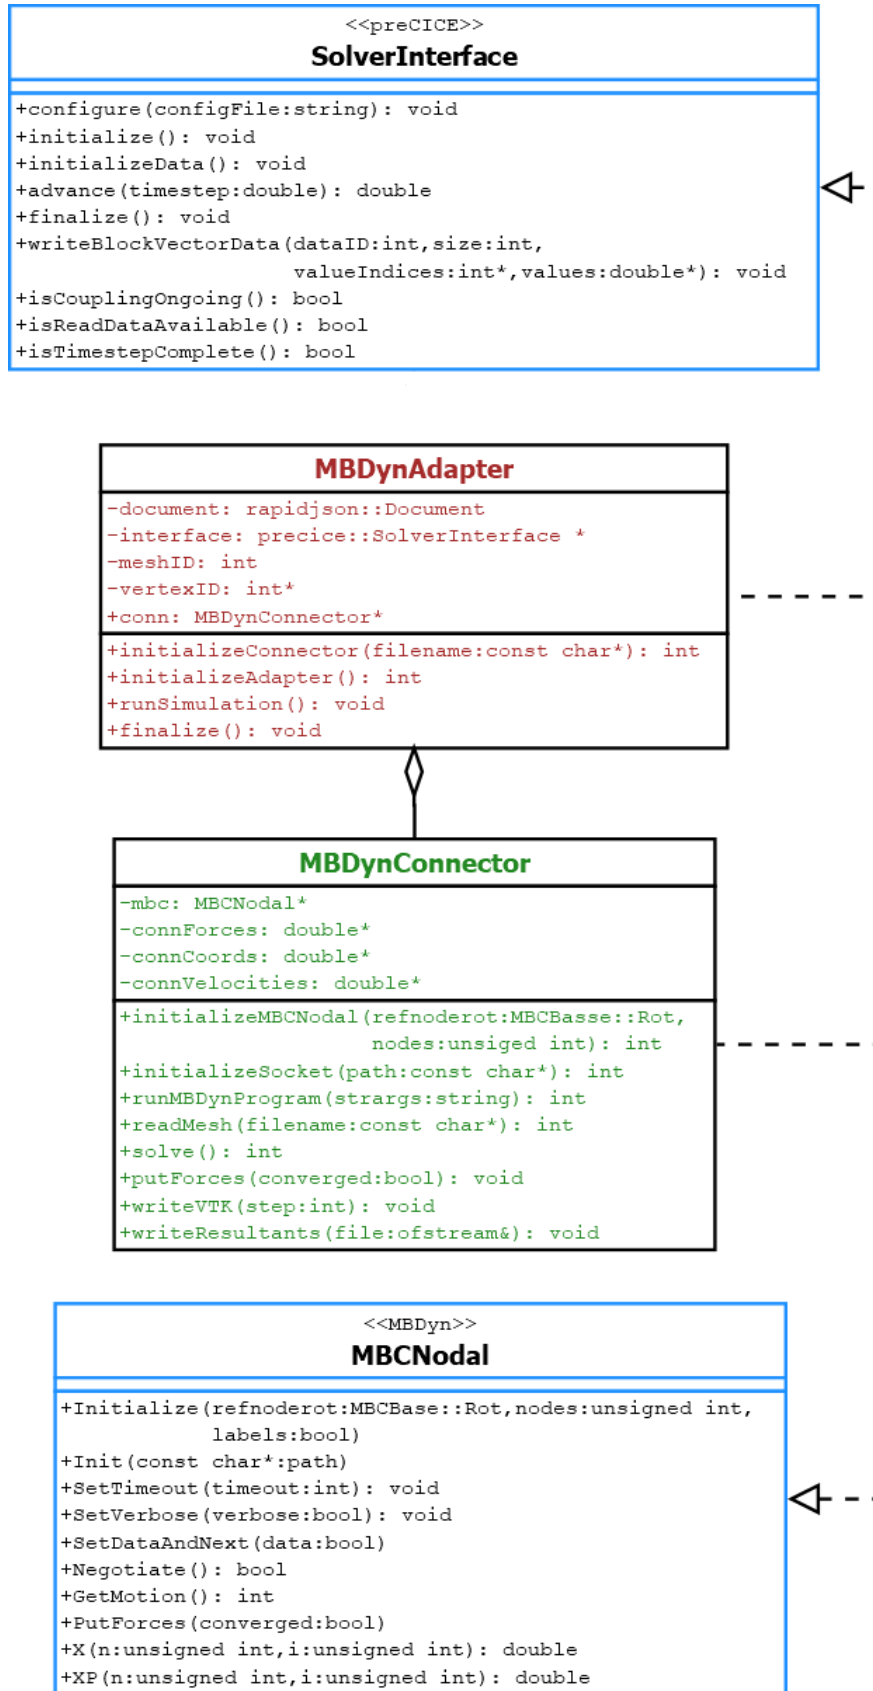 <<preCICE>>
SolverInterface
+configure(configFile:string): void
+initialize(): void
+initializeData(): void
+advance(timestep:double): double
+finalize(): void
+writeBlockVectorData(dataID:int,size:int,
valueIndices:int*,values:double*): void
+isCouplingOngoing(): bool
+isReadDataAvailable(): bool
+isTimestepComplete(): bool
MBDynAdapter
-document: rapidjson::Document
-interface: precice::SolverInterface *
-meshID: int
-vertexID: int*
+conn: MBDynConnector*
+initializeConnector(filename:const char*): int
+initializeAdapter(): int
+runSimulation(): void
+finalize(): void
MBDynConnector
-mbc: MBCNodal*
-connForces: double*
-connCoords: double*
-connVelocities: double*
+initializeMBCNodal(refnoderot:MBCBasse::Rot,
nodes:unsiged int): int
+initializeSocket(path:const char*): int
+runMBDynProgram(strargs:string): int
+readMesh(filename:const char*): int
+solve(): int
+putForces(converged:bool): void
+writeVTK(step:int): void
+writeResultants(file:ofstream&): void
<<MBDyn>>
MBCNodal
+Initialize(refnoderot:MBCBase::Rot,nodes:unsigned int,
labels:bool)
+Init(const char*:path)
+SetTimeout(timeout:int): void
+SetVerbose(verbose:bool): void
+SetDataAndNext(data:bool)
+Negotiate(): bool
+GetMotion(): int
+PutForces(converged:bool)
+X(n:unsigned int,i:unsigned int): double
+XP(n:unsigned int,i:unsigned int): double